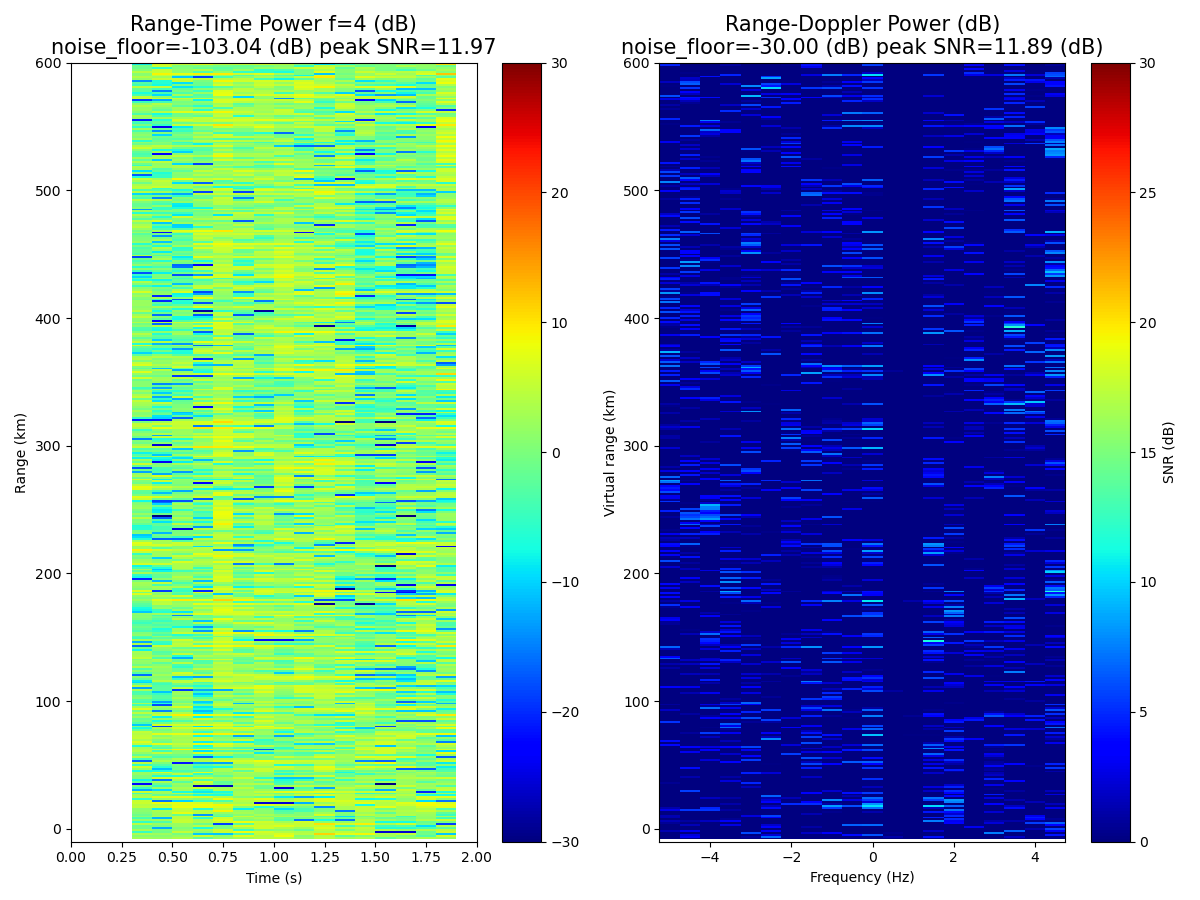 Range-Time Power f=4 (dB)
noise_floor=-103.04 (dB) peak SNR=11.97
Range-Doppler Power (dB)
noise_floor=-30.00 (dB) peak SNR=11.89 (dB)
600
500
400
300
200
100
0
Range (km)
0.00 0.25 0.50 0.75 1.00 1.25 1.50 1.75 2.00
Time (s)
30
20
10
0
−10
−20
−30
600
500
400
300
200
100
0
Virtual range (km)
−4 −2 0 2 4
Frequency (Hz)
30
25
20
15
10
5
0
SNR (dB)